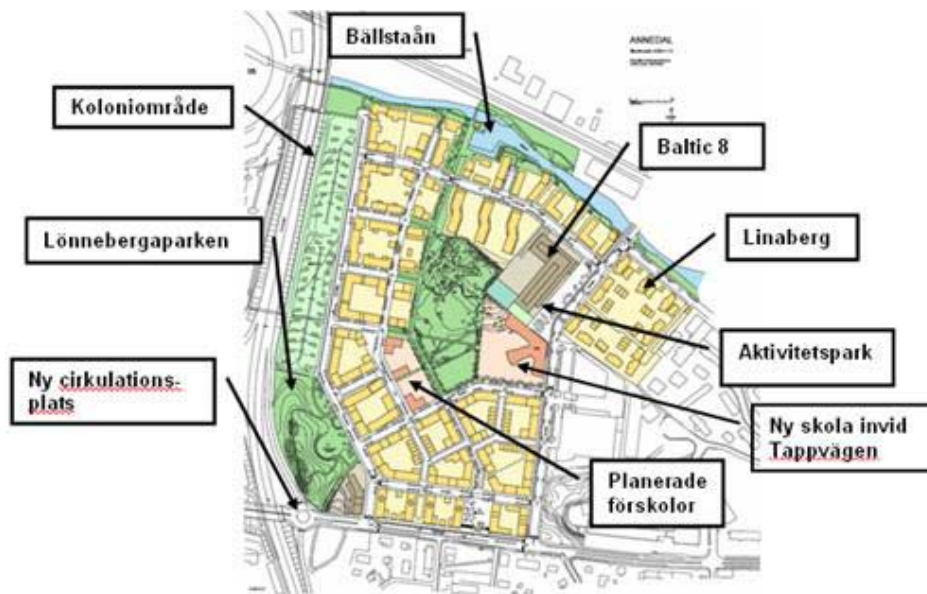 Bällstaån
ANNEDAL
Koloniområde
Baltic 8
Lönnebergaparken
Linaberg
Aktivitetspark
Ny cirkulations-
plats
Ny skola invid
Tappvägen
Planerade
förskolor